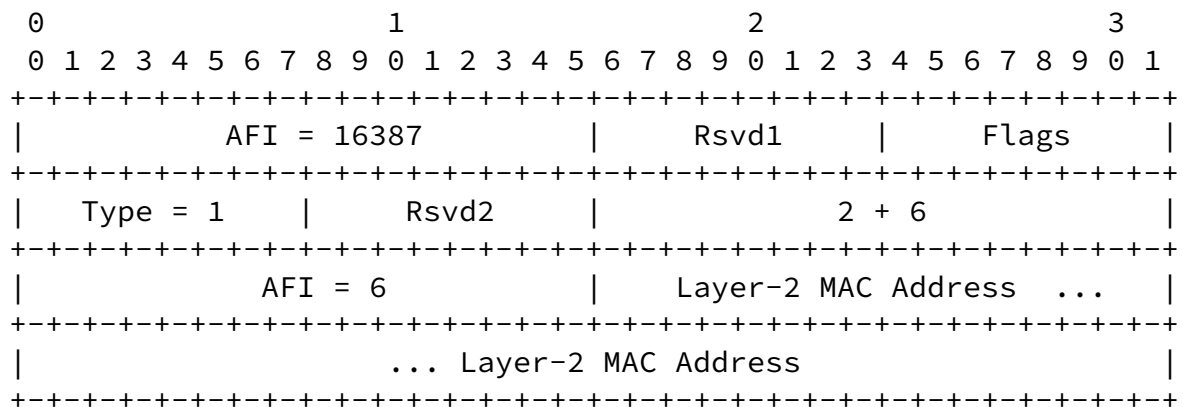 0                   1                   2                   3
 0 1 2 3 4 5 6 7 8 9 0 1 2 3 4 5 6 7 8 9 0 1 2 3 4 5 6 7 8 9 0 1
+-+-+-+-+-+-+-+-+-+-+-+-+-+-+-+-+-+-+-+-+-+-+-+-+-+-+-+-+-+-+-+-+
|           AFI = 16387         |     Rsvd1     |     Flags     |
+-+-+-+-+-+-+-+-+-+-+-+-+-+-+-+-+-+-+-+-+-+-+-+-+-+-+-+-+-+-+-+-+
|   Type = 1    |     Rsvd2     |             2 + 6             |
+-+-+-+-+-+-+-+-+-+-+-+-+-+-+-+-+-+-+-+-+-+-+-+-+-+-+-+-+-+-+-+-+
|             AFI = 6           |    Layer-2 MAC Address  ...   |
+-+-+-+-+-+-+-+-+-+-+-+-+-+-+-+-+-+-+-+-+-+-+-+-+-+-+-+-+-+-+-+-+
|                    ... Layer-2 MAC Address                    |
+-+-+-+-+-+-+-+-+-+-+-+-+-+-+-+-+-+-+-+-+-+-+-+-+-+-+-+-+-+-+-+-+